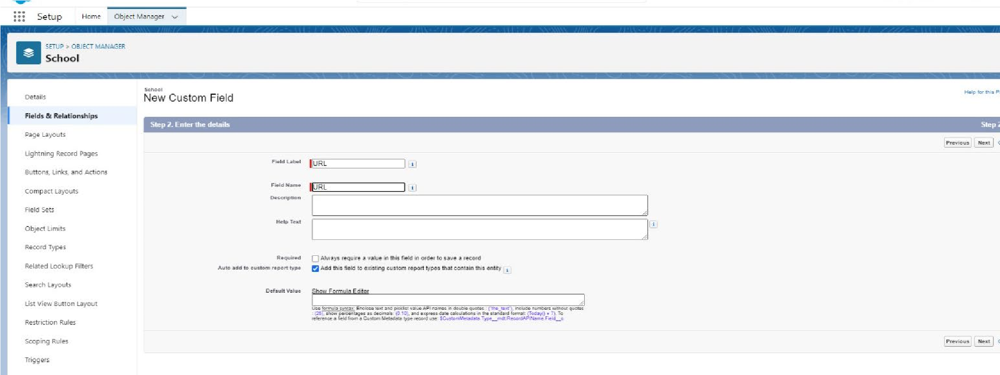 Setup
Home
Object Manager
SETUP > OBJECT MANAGER
School
Details
Fields & Relationships
Page Layouts
Lightning Record Pages
Buttons, Links, and Actions
Compact Layouts
Field Sets
Object Limits
Record Types
Related Lookup Filters
Search Layouts
List View Button Layout
Restriction Rules
Scoping Rules
Triggers
School
New Custom Field
Help for this P
Step 2. Enter the details
Step 2
Previous Next
Field Label URL
Field Name URL
Description
Help Text
Required Always require a value in this field in order to save a record
Auto add to custom report type Add this field to existing custom report types that contain this entity
Default Value Show Formula Editor
Use formula syntax: Enclose text and picklist value API names in double quotes : ("the_text"), include numbers without quotes
: (25), show percentages as decimals: (0.10), and express date calculations in the standard format: (Today() + 7). To
reference a field from a Custom Metadata type record use: $CustomMetadata.Type__mdt.RecordAPIName.Field__c
Previous Next